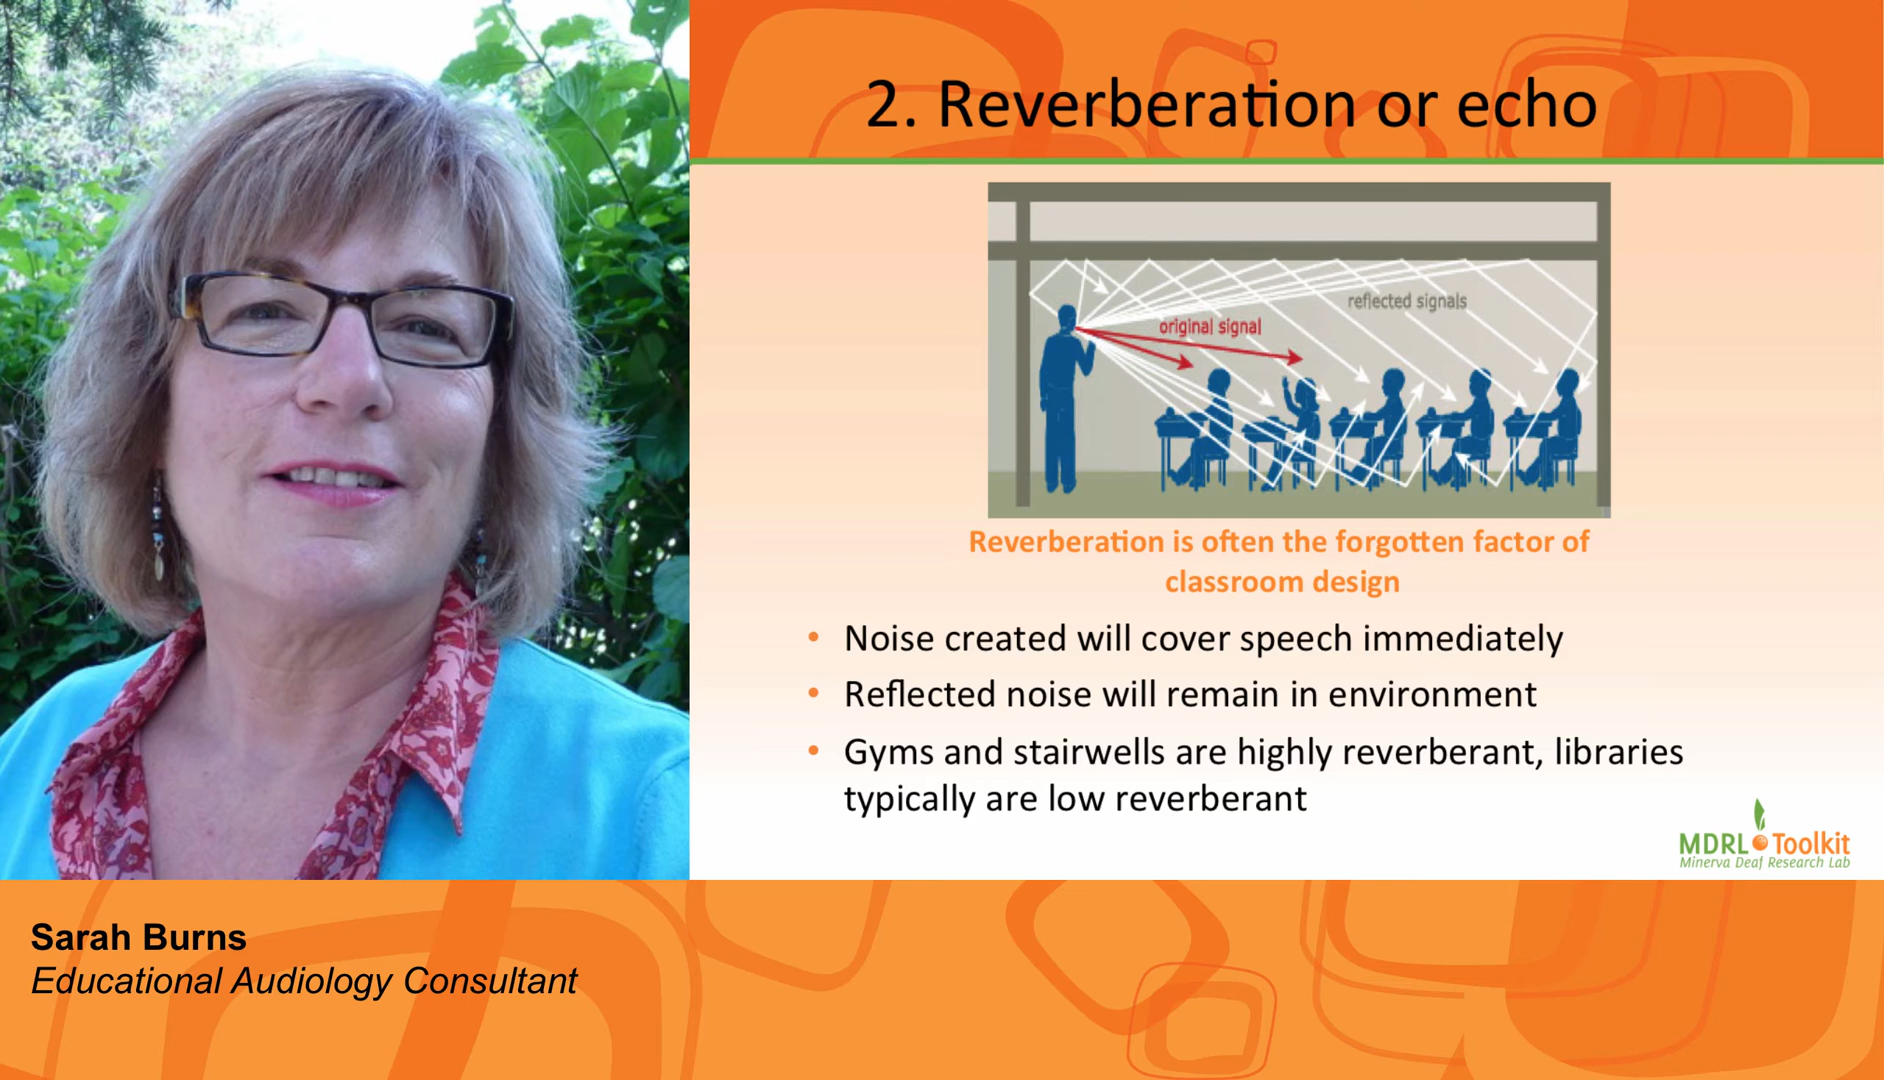 2. Reverberation or echo
original signal
reflected signals
Reverberation is often the forgotten factor of
classroom design
• Noise created will cover speech immediately
• Reflected noise will remain in environment
• Gyms and stairwells are highly reverberant, libraries
typically are low reverberant
MDRL Toolkit
Minerva Deaf Research Lab
Sarah Burns
Educational Audiology Consultant